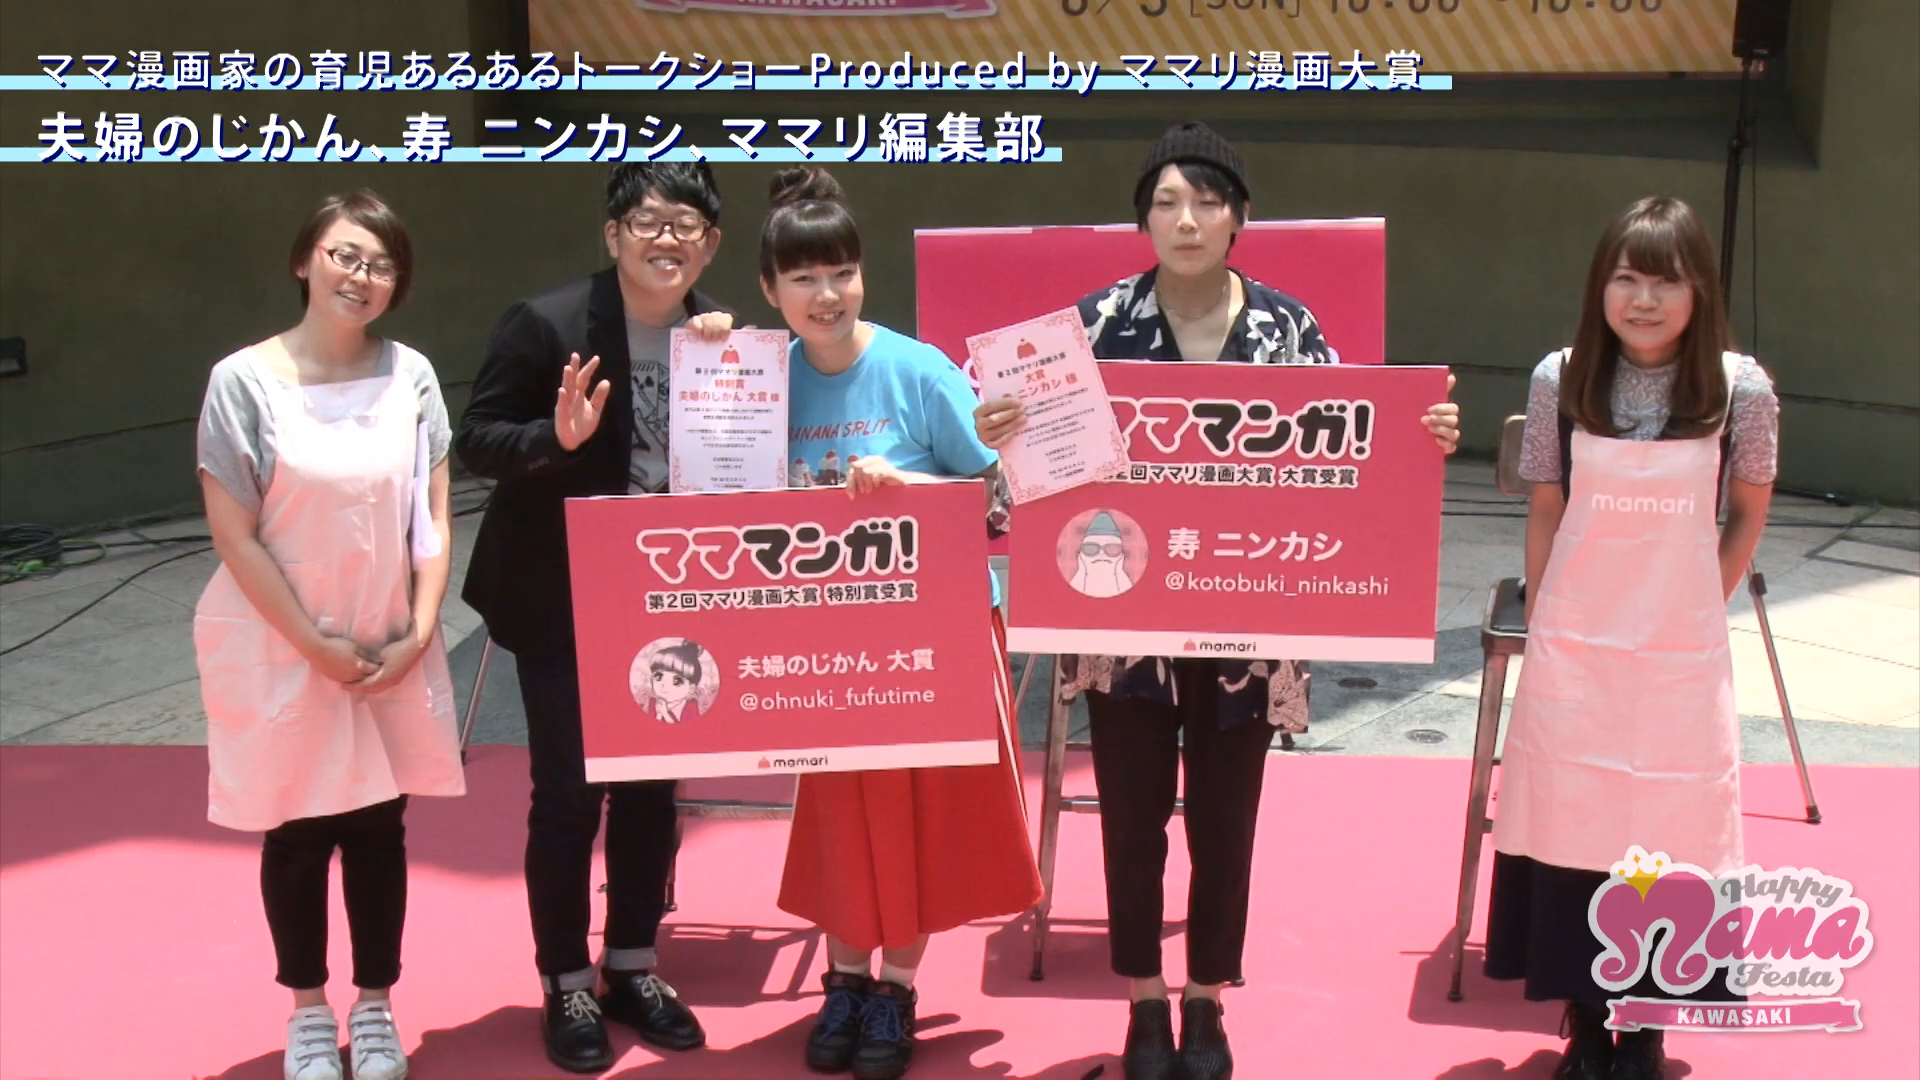 KAWASAKI
ママ漫画家の育児あるあるトークショーProduced by ママリ漫画大賞
夫婦のじかん、寿 ニンカシ、ママリ編集部
第2回ママリ漫画大賞
特別賞
夫婦のじかん 大貫 様
BANANA SPLIT
第2回ママリ漫画大賞
大賞
ニンカシ 様
ママンガ!
第2回ママリ漫画大賞 大賞受賞
寿 ニンカシ
@kotobuki_ninkashi
mamari
ママママンガ!
第2回ママリ漫画大賞 特別賞受賞
夫婦のじかん 大貫
@ohnuki_fufutime
mamari
mamari
Happy
Mama
Festa
KAWASAKI